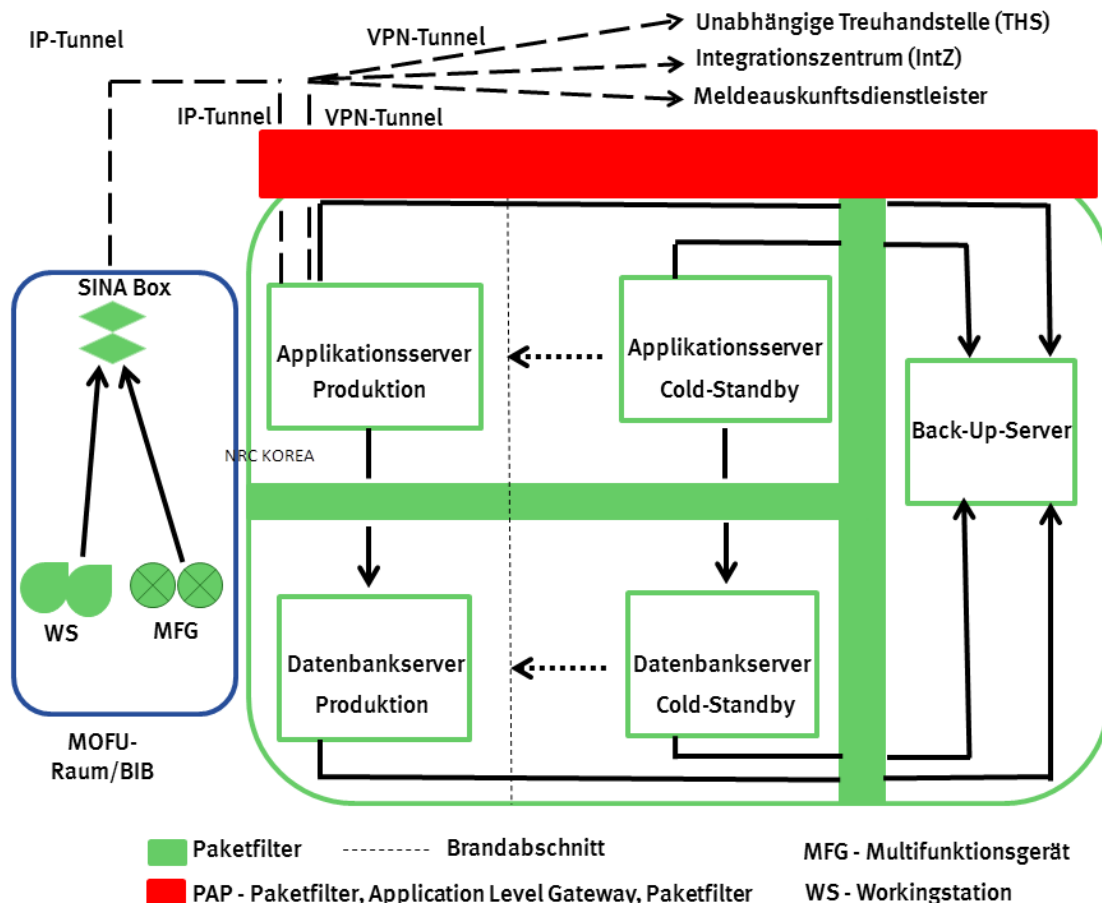 IP-Tunnel
VPN-Tunnel
Unabhängige Treuhandstelle (THS)
Integrationszentrum (IntZ)
Meldeauskunftsdienstleister
IP-Tunnel
VPN-Tunnel
SINA Box
WS
MFG
MOFU-
Raum/BIB
NRC KOREA
Applikationsserver
Produktion
Applikationsserver
Cold-Standby
Back-Up-Server
Datenbankserver
Produktion
Datenbankserver
Cold-Standby
Paketfilter
Brandabschnitt
MFG - Multifunktionsgerät
PAP - Paketfilter, Application Level Gateway, Paketfilter
WS - Workingstation